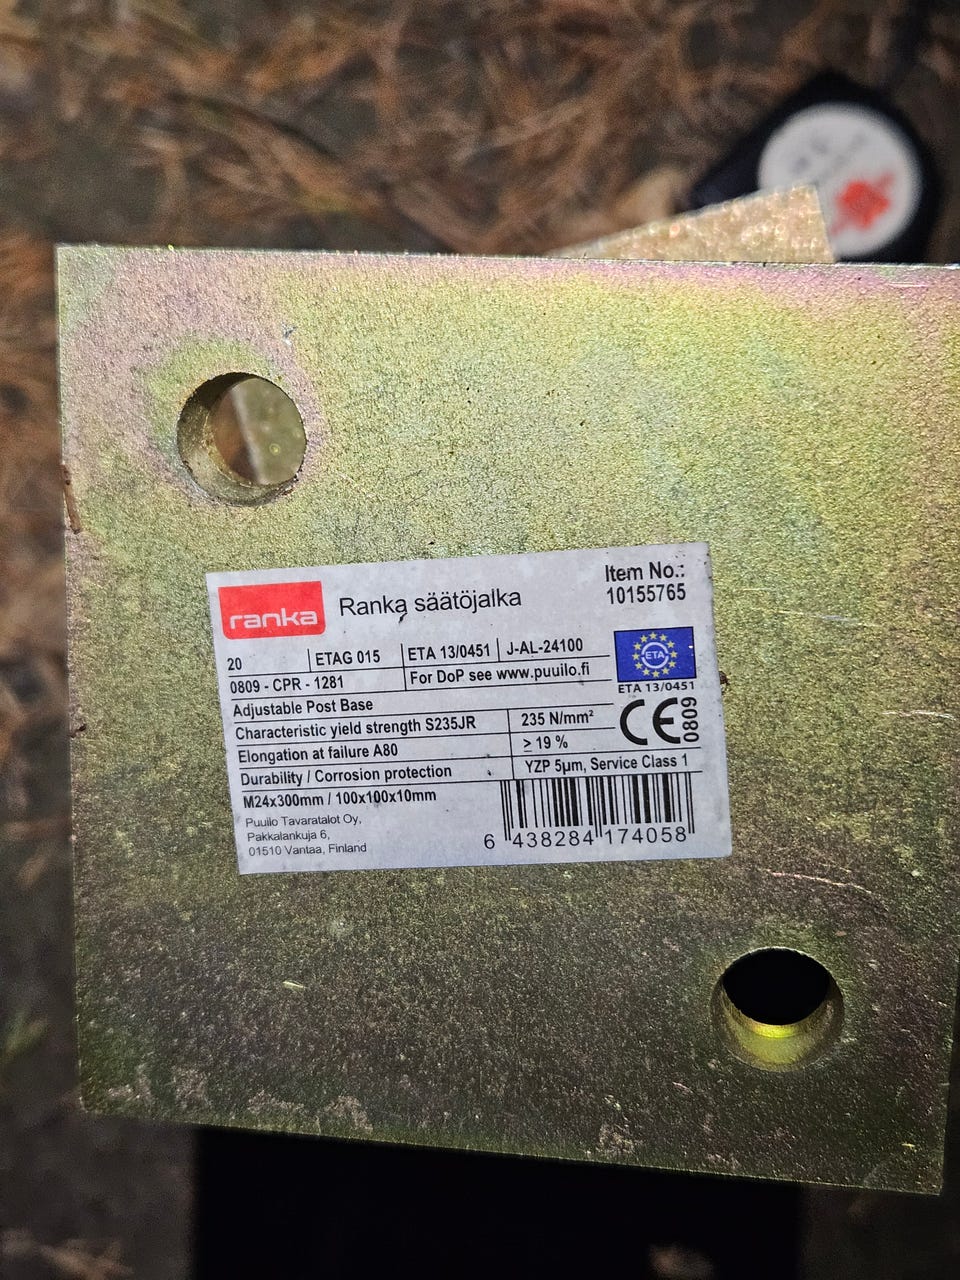 ranka
Ranka säätöjalka
Item No.:
10155765
20 | ETAG 015 | ETA 13/0451 | J-AL-24100
0809 - CPR - 1281 | For DoP see www.puuilo.fi
ETA
ETA 13/0451
Adjustable Post Base
Characteristic yield strength S235JR | 235 N/mm²
Elongation at failure A80 | ≥ 19 %
Durability / Corrosion protection | YZP 5µm, Service Class 1
CE 0809
M24x300mm / 100x100x10mm
Puuilo Tavaratalot Oy,
Pakkalankuja 6,
01510 Vantaa, Finland
6 438284 174058